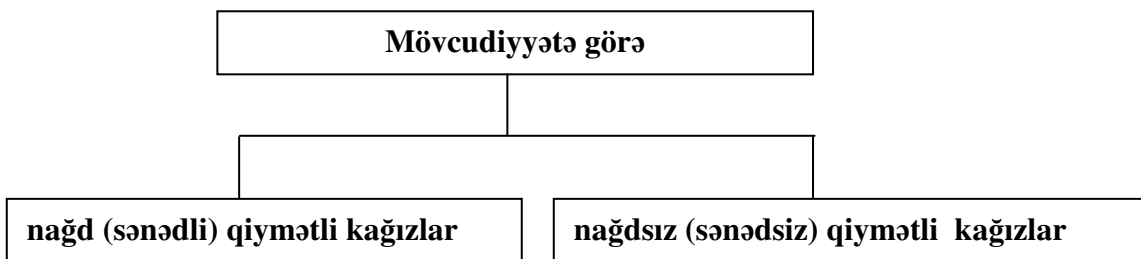 Mövcudiyyətə görə
nağd (sənədli) qiymətli kağızlar
nağdsız (sənədsiz) qiymətli kağızlar